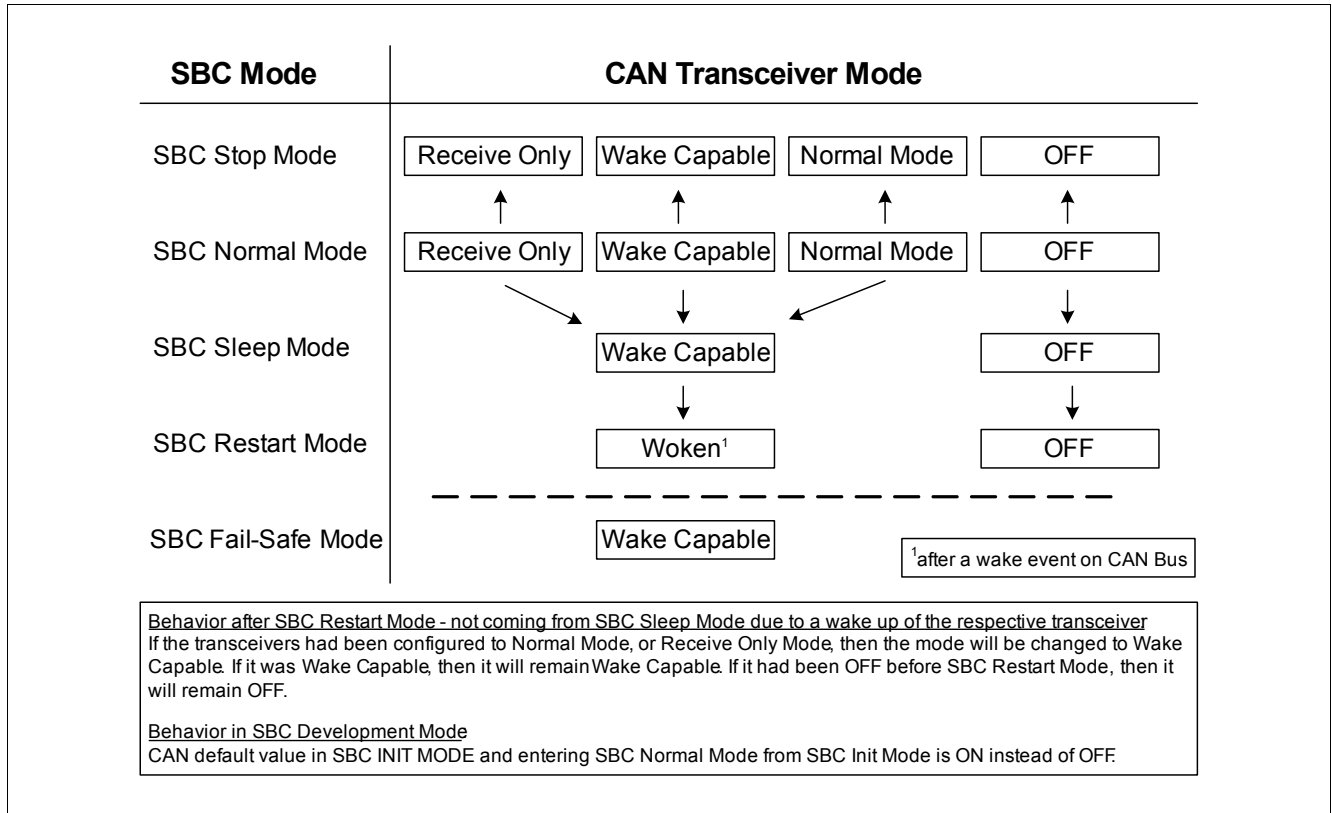 SBC Mode CAN Transceiver Mode
SBC Stop Mode Receive Only Wake Capable Normal Mode OFF
SBC Normal Mode Receive Only Wake Capable Normal Mode OFF
SBC Sleep Mode Wake Capable OFF
SBC Restart Mode Woken¹ OFF
SBC Fail-Safe Mode Wake Capable
¹after a wake event on CAN Bus
Behavior after SBC Restart Mode - not coming from SBC Sleep Mode due to a wake up of the respective transceiver
If the transceivers had been configured to Normal Mode, or Receive Only Mode, then the mode will be changed to Wake
Capable. If it was Wake Capable, then it will remain Wake Capable. If it had been OFF before SBC Restart Mode, then it
will remain OFF.
Behavior in SBC Development Mode
CAN default value in SBC INIT MODE and entering SBC Normal Mode from SBC Init Mode is ON instead of OFF.